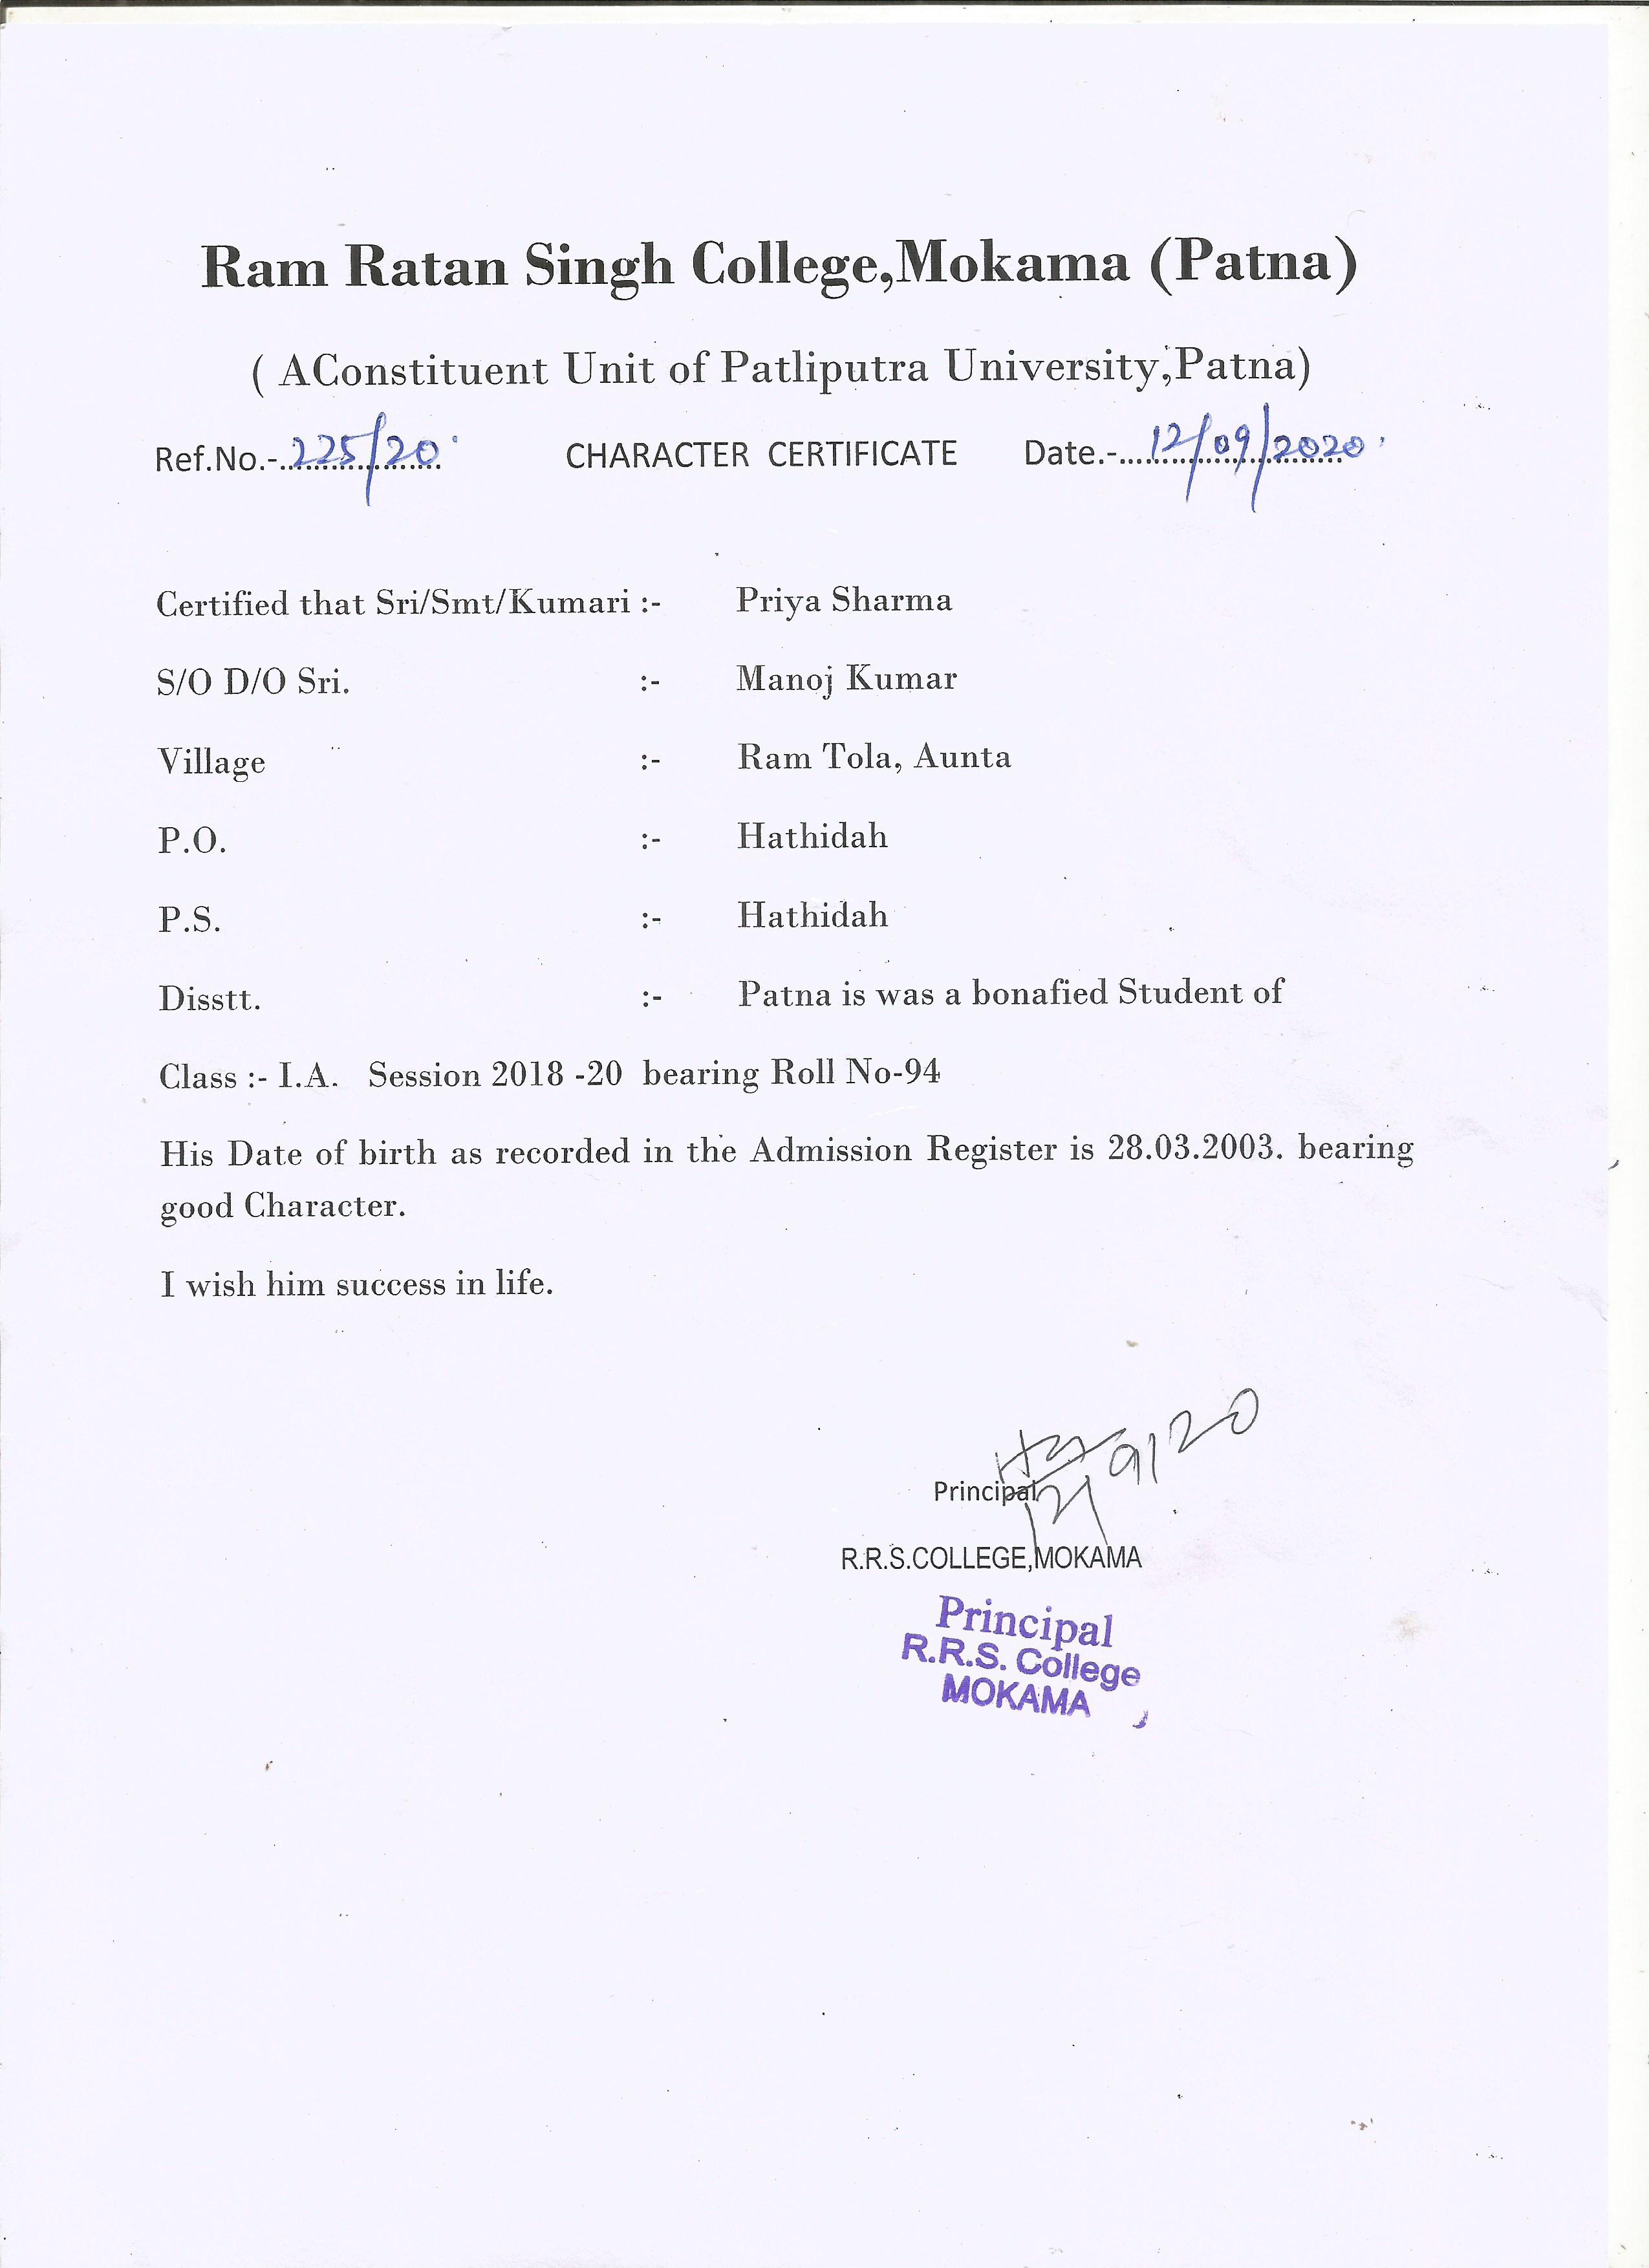 Ram Ratan Singh College,Mokama (Patna)
( AConstituent Unit of Patliputra University,Patna)
Ref.No.-..225/20 CHARACTER CERTIFICATE Date.-....12/09/2020
Certified that Sri/Smt/Kumari :- Priya Sharma
S/O D/O Sri. :- Manoj Kumar
Village :- Ram Tola, Aunta
P.O. :- Hathidah
P.S. :- Hathidah
Disstt. :- Patna is was a bonafied Student of
Class :- I.A. Session 2018 -20 bearing Roll No-94
His Date of birth as recorded in the Admission Register is 28.03.2003. bearing
good Character.
I wish him success in life.
12/9/20
Principal
R.R.S.COLLEGE,MOKAMA
Principal
R.R.S. College
MOKAMA